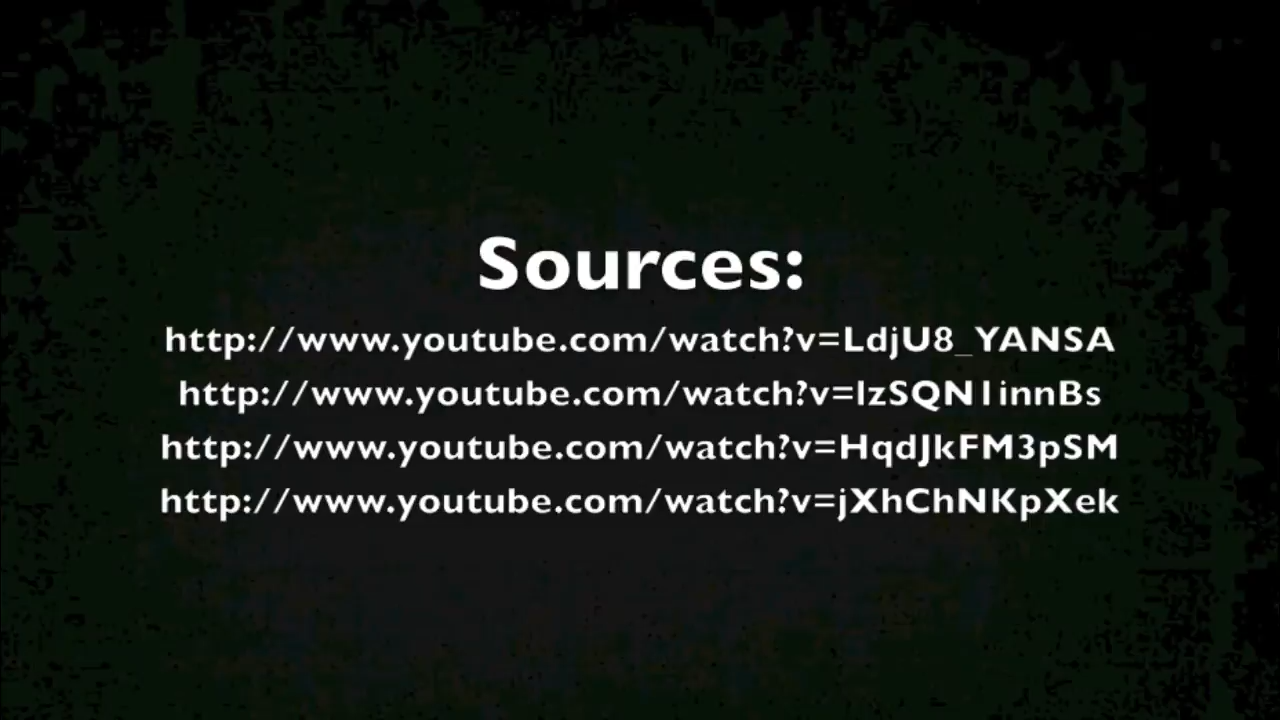 Sources:
http://www.youtube.com/watch?v=LdjU8_YANSA
http://www.youtube.com/watch?v=lzSQN1innBs
http://www.youtube.com/watch?v=HqdJkFM3pSM
http://www.youtube.com/watch?v=jXhChNKpXek